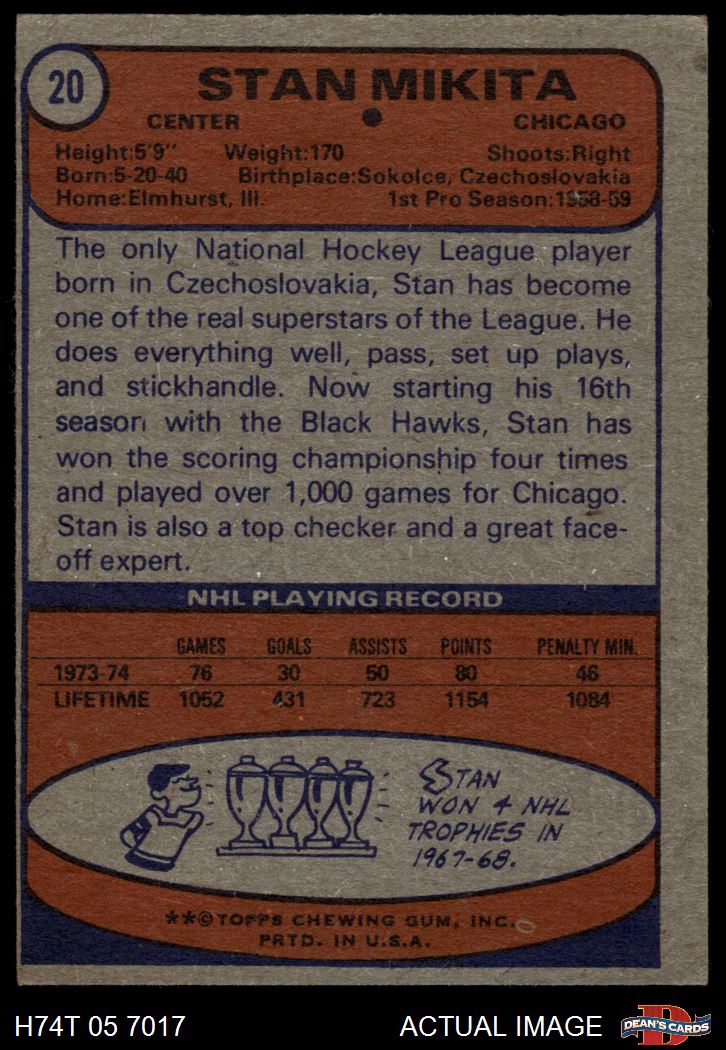 20
STAN MIKITA
CENTER CHICAGO
Height:5'9" Weight:170 Shoots:Right
Born:5-20-40 Birthplace:Sokolce, Czechoslovakia
Home:Elmhurst, Ill. 1st Pro Season:1958-59
The only National Hockey League player
born in Czechoslovakia, Stan has become
one of the real superstars of the League. He
does everything well, pass, set up plays,
and stickhandle. Now starting his 16th
season with the Black Hawks, Stan has
won the scoring championship four times
and played over 1,000 games for Chicago.
Stan is also a top checker and a great face-
off expert.
NHL PLAYING RECORD
GAMES GOALS ASSISTS POINTS PENALTY MIN.
1973-74 76 30 50 80 46
LIFETIME 1052 431 723 1154 1084
STAN
WON 4 NHL
TROPHIES IN
1967-68.
**©TOPPS CHEWING GUM, INC.
PRTD. IN U.S.A.
H74T 05 7017 ACTUAL IMAGE
D
DEAN'S CARDS